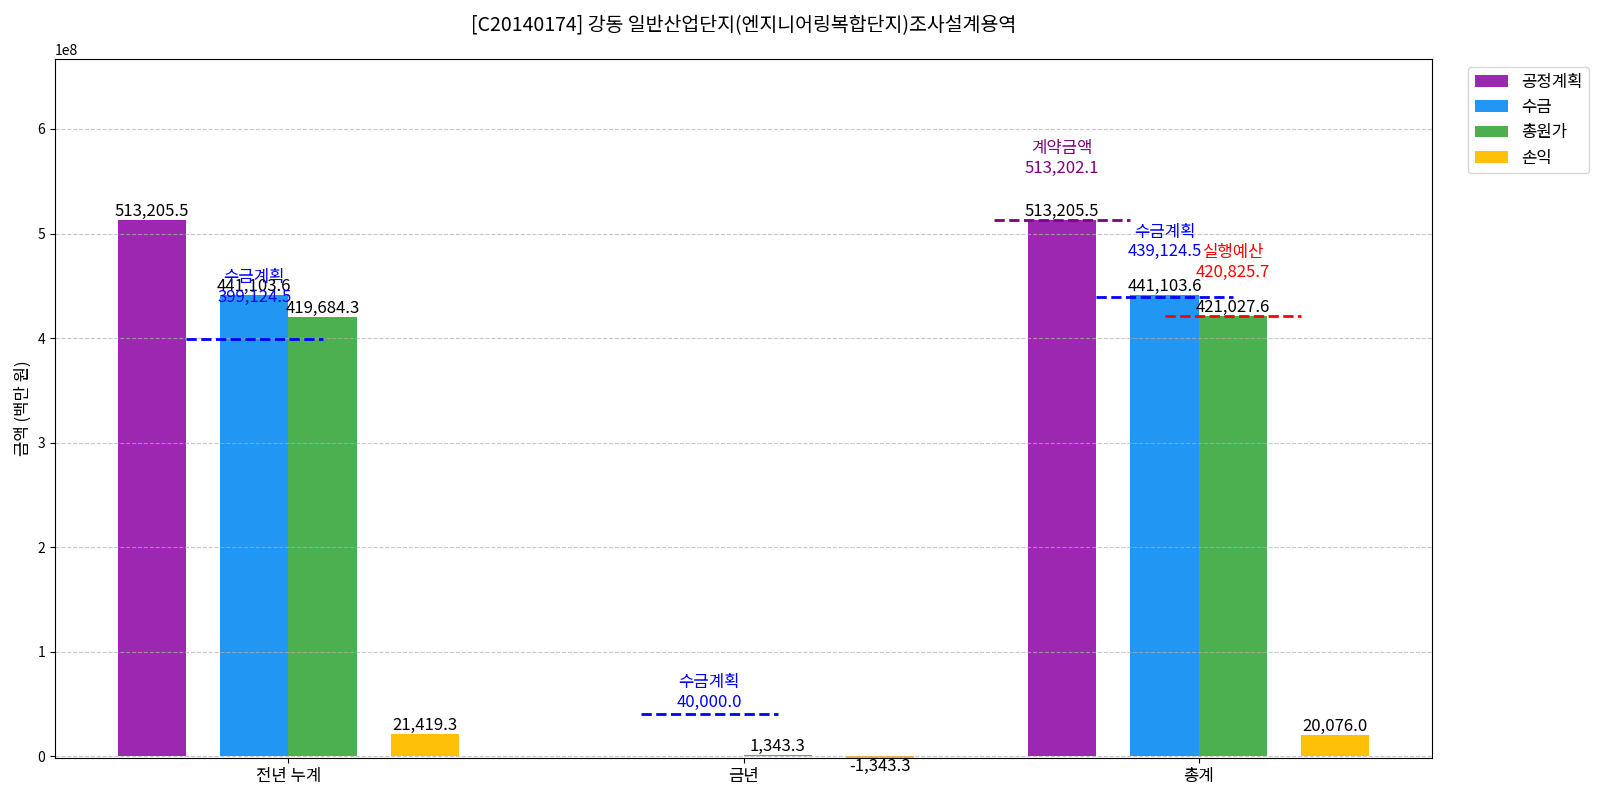 [C20140174] 강동 일반산업단지(엔지니어링복합단지)조사설계용역
1e8
공정계획
수금
총원가
손익
금액 (백만 원)
6
5
4
3
2
1
0
513,205.5
수금계획
399,124.5
441,103.6
419,684.3
21,419.3
수금계획
40,000.0
1,343.3
-1,343.3
계약금액
513,202.1
513,205.5
수금계획
439,124.5
441,103.6
실행예산
420,825.7
421,027.6
20,076.0
전년 누계
금년
총계